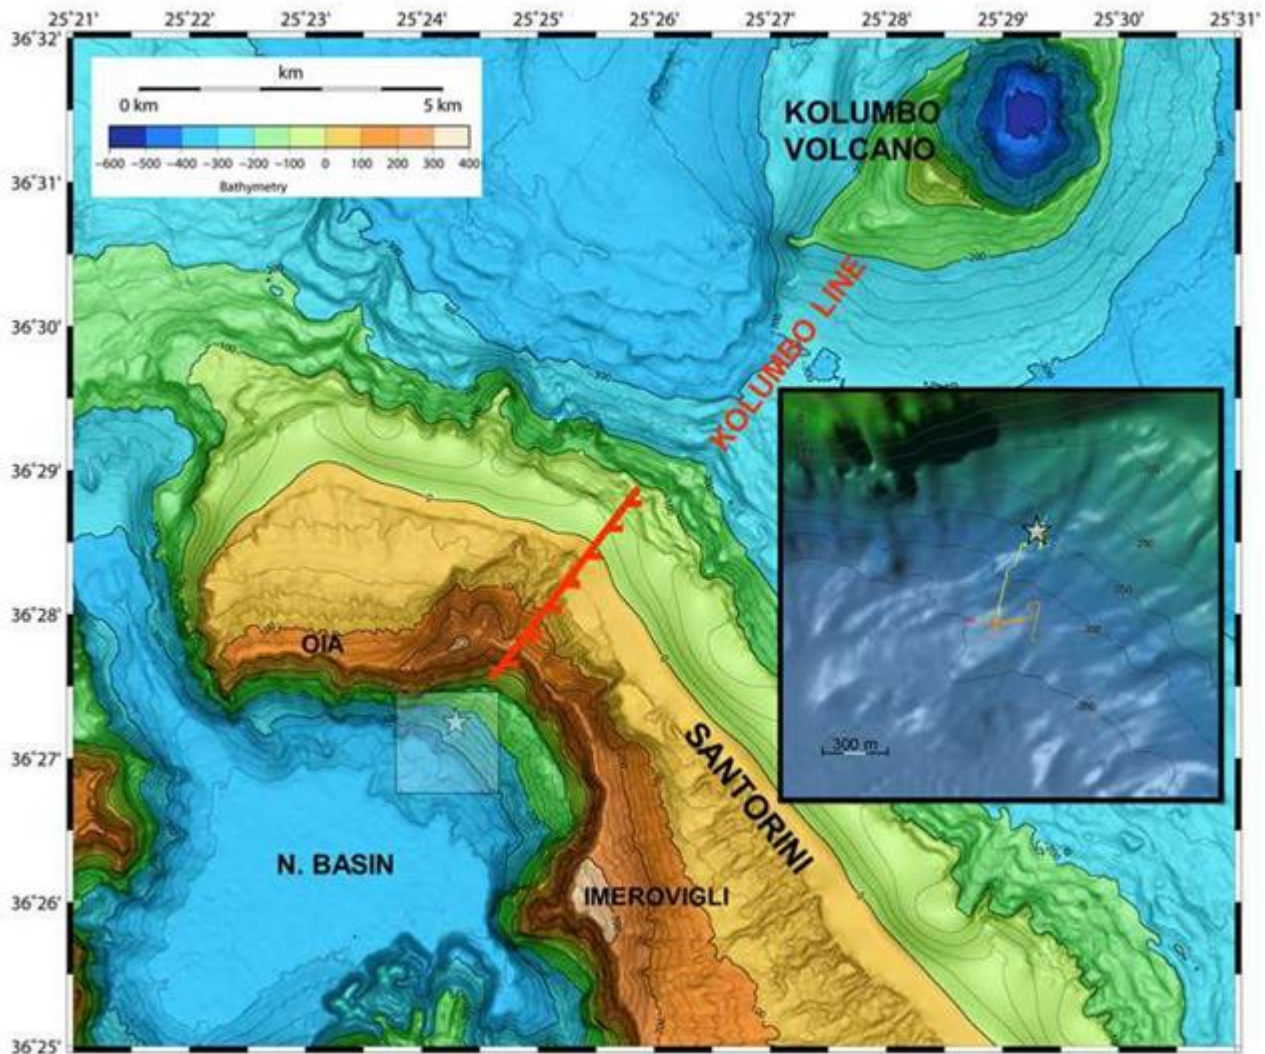 25°21' 25°22' 25°23' 25°24' 25°25' 25°26' 25°27' 25°28' 25°29' 25°30' 25°31'
36°32'
km
0 km 5 km
−600 −500 −400 −300 −200 −100 0 100 200 300 400
Bathymetry
KOLUMBO
VOLCANO
36°31'
KOLUMBO LINE
36°30'
36°29'
36°28'
OIA
300 m
36°27'
SANTORINI
N. BASIN
IMEROVIGLI
36°26'
36°25'